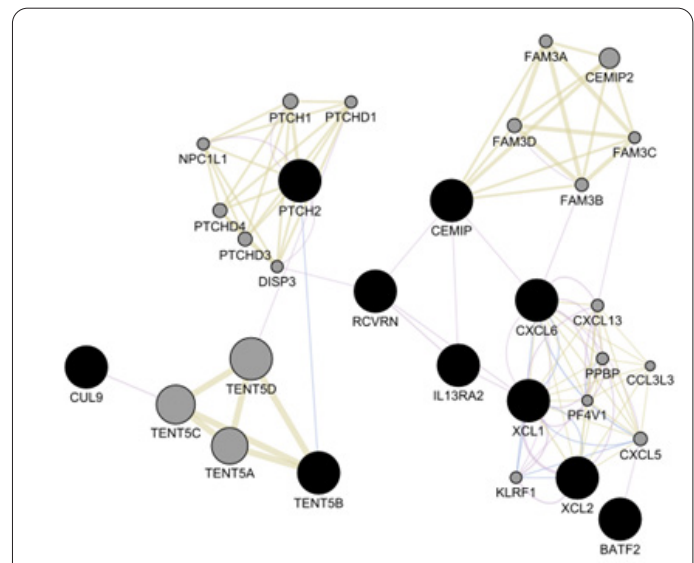 FAM3A
CEMIP2
PTCH1
PTCHD1
FAM3D
FAM3C
NPC1L1
FAM3B
PTCH2
PTCHD4
CEMIP
PTCHD3
DISP3
RCVRN
CXCL6
CXCL13
PPBP
CCL3L3
TENT5D
IL13RA2
CUL9
PF4V1
XCL1
TENT5C
CXCL5
TENT5A
KLRF1
TENT5B
XCL2
BATF2